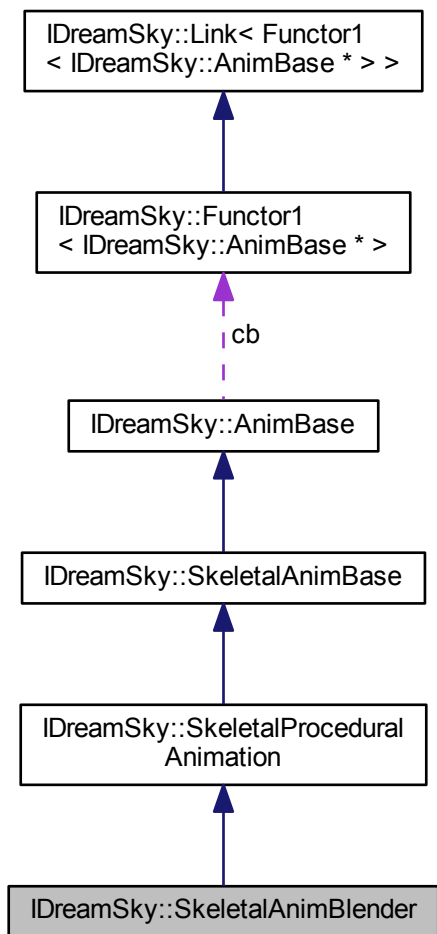 IDreamSky::Link< Functor1
< IDreamSky::AnimBase * > >
IDreamSky::Functor1
< IDreamSky::AnimBase * >
cb
IDreamSky::AnimBase
IDreamSky::SkeletalAnimBase
IDreamSky::SkeletalProcedural
Animation
IDreamSky::SkeletalAnimBlender